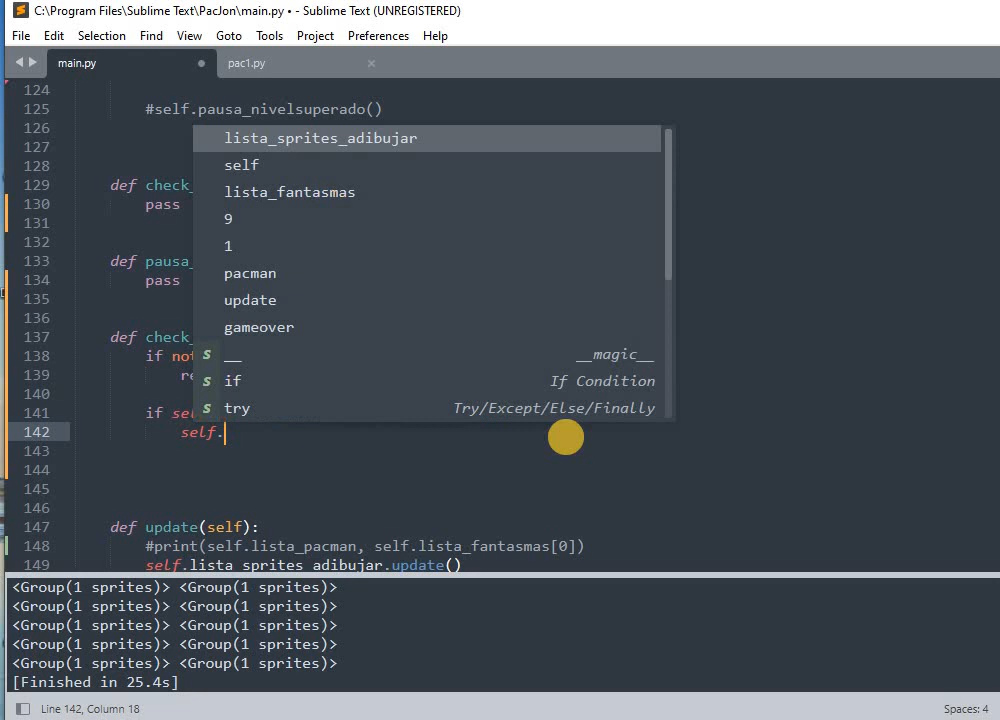 C:\Program Files\Sublime Text\PacJon\main.py • - Sublime Text (UNREGISTERED)
File Edit Selection Find View Goto Tools Project Preferences Help
main.py pac1.py
124
125 #self.pausa_nivelsuperado()
126
127
128
129 def check_
130 pass
131
132
133 def pausa_
134 pass
135
136
137 def check_
138 if not
139 re
140
141 if sel
142 self.
143
144
145
146
147 def update(self):
148 #print(self.lista_pacman, self.lista_fantasmas[0])
149 self.lista_sprites_adibujar.update()
lista_sprites_adibujar
self
lista_fantasmas
9
1
pacman
update
gameover
s __ __magic__
s if If Condition
s try Try/Except/Else/Finally
<Group(1 sprites)> <Group(1 sprites)>
<Group(1 sprites)> <Group(1 sprites)>
<Group(1 sprites)> <Group(1 sprites)>
<Group(1 sprites)> <Group(1 sprites)>
<Group(1 sprites)> <Group(1 sprites)>
[Finished in 25.4s]
Line 142, Column 18 Spaces: 4